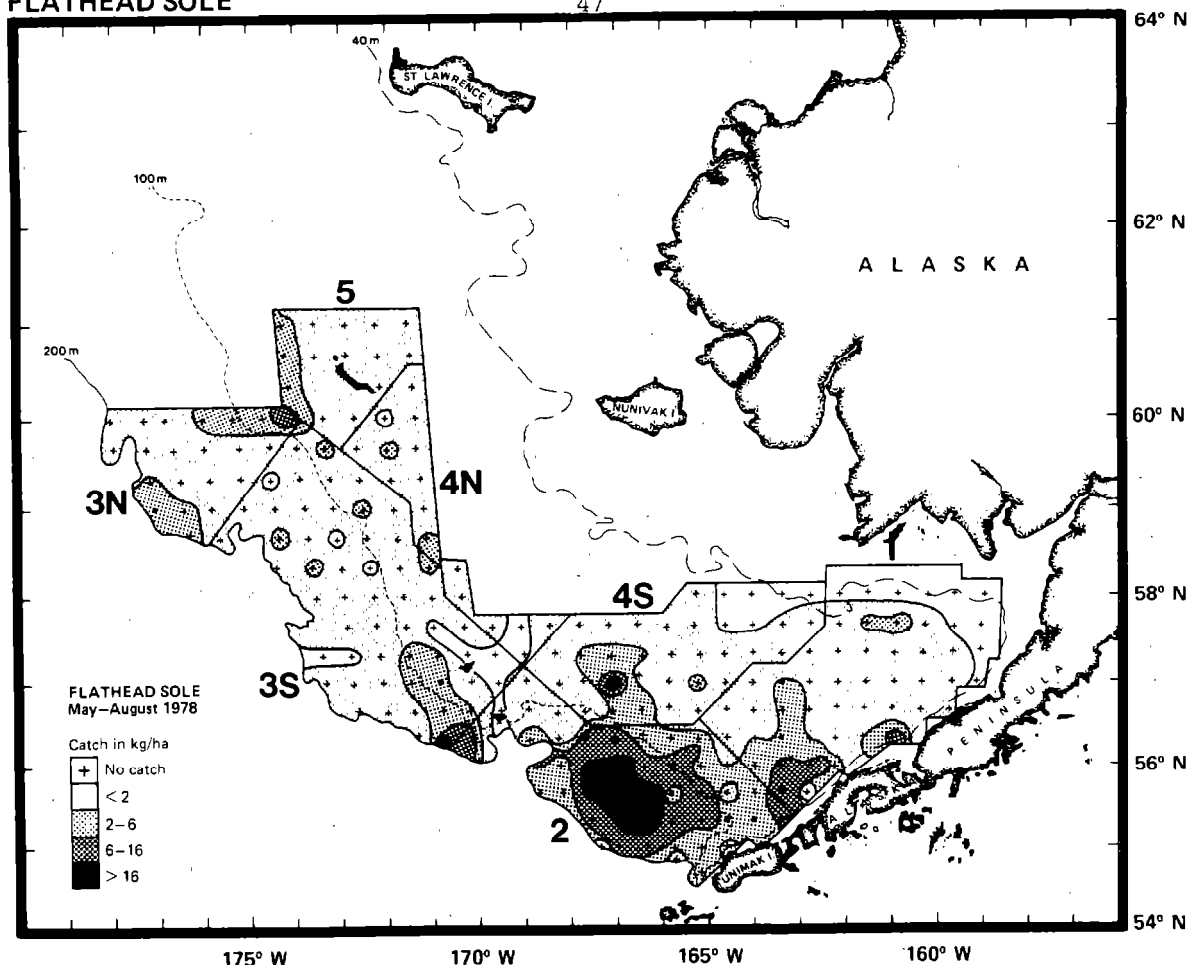 FLATHEAD SOLE
47
64° N
40 m
ST LAWRENCE I.
100 m
62° N
ALASKA
5
200 m
NUNIVAK I
60° N
3N
4N
1
4S
58° N
3S
FLATHEAD SOLE
May–August 1978
Catch in kg/ha
+ No catch
< 2
2–6
6–16
> 16
PENINSULA
56° N
2
UNIMAK I
54° N
175° W
170° W
165° W
160° W